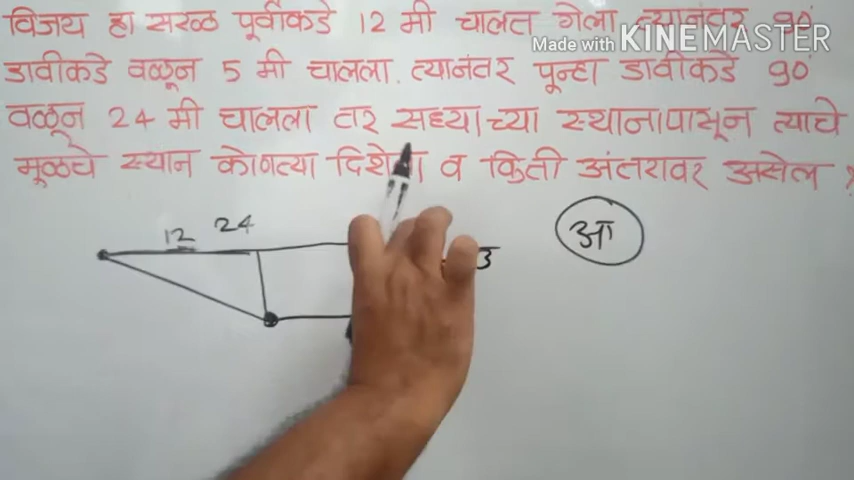 विजय हा सरळ पूर्वीकडे 12 मी चालत गेला त्यानंतर 90°
Made with KINEMASTER
डावीकडे वळून 5 मी चालला. त्यानंतर पून्हा डावीकडे 90°
वळून 24 मी चालला तर सध्याच्या स्थानापासून त्याचे
मूळचे स्थान कोणत्या दिशेला व किती अंतरावर असेल ?
12 24
आ